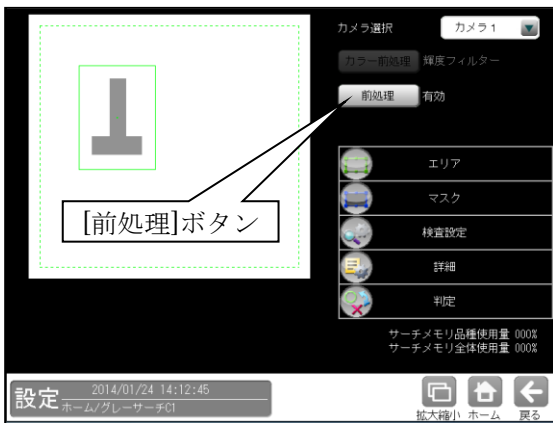 カメラ選択 カメラ1
カラー前処理 輝度フィルター
前処理 有効
[前処理]ボタン
エリア
マスク
検査設定
詳細
判定
サーチメモリ品種使用量 000%
サーチメモリ全体使用量 000%
設定 2014/01/24 14:12:45
ホーム/グレーサーチC1
拡大縮小 ホーム 戻る